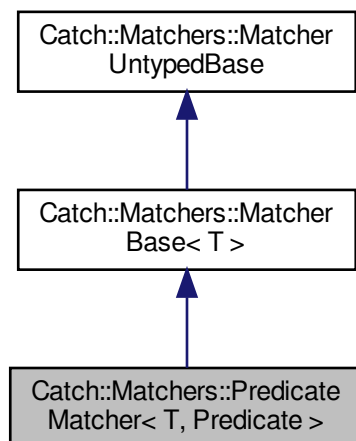 Catch::Matchers::Matcher
UntypedBase
Catch::Matchers::Matcher
Base< T >
Catch::Matchers::Predicate
Matcher< T, Predicate >